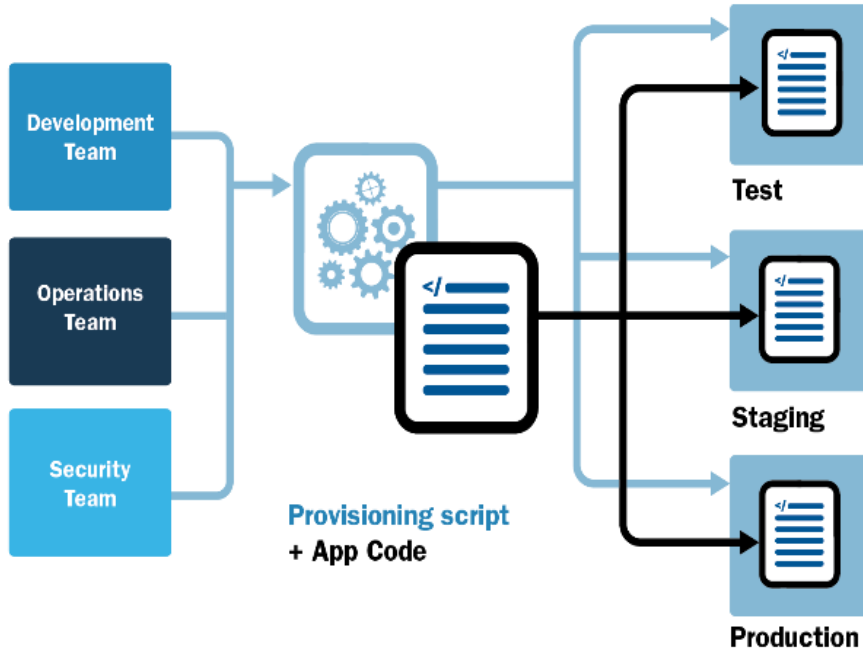 Development
Team
Operations
Team
Security
Team
</
Provisioning script
+ App Code
</
Test
</
Staging
</
Production